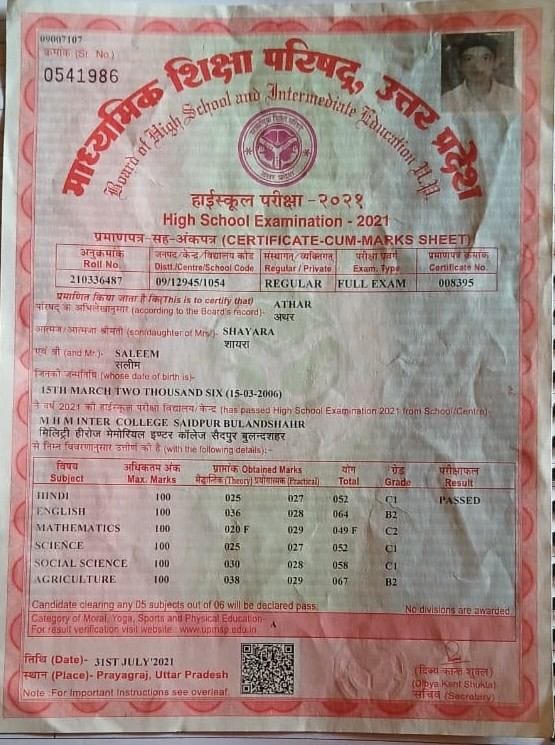 09007107
क्रमांक (Sr. No.)
0541986
माध्यमिक शिक्षा परिषद्, उत्तर प्रदेश
Board of High School and Intermediate Education U.P.
हाईस्कूल परीक्षा -२०२१
High School Examination - 2021
प्रमाणपत्र-सह-अंकपत्र (CERTIFICATE-CUM-MARKS SHEET)
अनुक्रमांक जनपद/केन्द्र/विद्यालय कोड संस्थागत/व्यक्तिगत परीक्षा प्रवर्ग प्रमाणपत्र क्रमांक
Roll No. Distt./Centre/School Code Regular / Private Exam. Type Certificate No.
210336487 09/12945/1054 REGULAR FULL EXAM 008395
प्रमाणित किया जाता है कि(This is to certify that) ATHAR
परिषद् के अभिलेखानुसार (according to the Board's record)- अथर
आत्मज/आत्मजा श्रीमती (son/daughter of Mrs)- SHAYARA
शायरा
एवं श्री (and Mr.)- SALEEM
सलीम
जिनकी जन्मतिथि (whose date of birth is)-
15TH MARCH TWO THOUSAND SIX (15-03-2006) है,
ने वर्ष 2021 की हाईस्कूल परीक्षा विद्यालय/केन्द्र (has passed High School Examination 2021 from School/Centre)-
M H M INTER COLLEGE SAIDPUR BULANDSHAHR
मिलिट्री हीरोज मेमोरियल इण्टर कॉलेज सैदपुर बुलन्दशहर
से निम्न विवरणानुसार उत्तीर्ण की है (with the following details):-
विषय अधिकतम अंक प्राप्तांक Obtained Marks योग ग्रेड परीक्षाफल
Subject Max. Marks सैद्धान्तिक (Theory) प्रयोगात्मक (Practical) Total Grade Result
HINDI 100 025 027 052 C1 PASSED
ENGLISH 100 036 028 064 B2
MATHEMATICS 100 020 F 029 049 F C2
SCIENCE 100 025 027 052 C1
SOCIAL SCIENCE 100 030 028 058 C1
AGRICULTURE 100 038 029 067 B2
Candidate clearing any 05 subjects out of 06 will be declared pass. No divisions are awarded
Category of Moral, Yoga, Sports and Physical Education- A
For result verification visit website : www.upmsp.edu.in
तिथि (Date)- 31ST JULY'2021
स्थान (Place)- Prayagraj, Uttar Pradesh
Note :For Important Instructions see overleaf.
(दिव्य कान्त शुक्ल)
(Dibya Kant Shukla)
सचिव (Secretary)